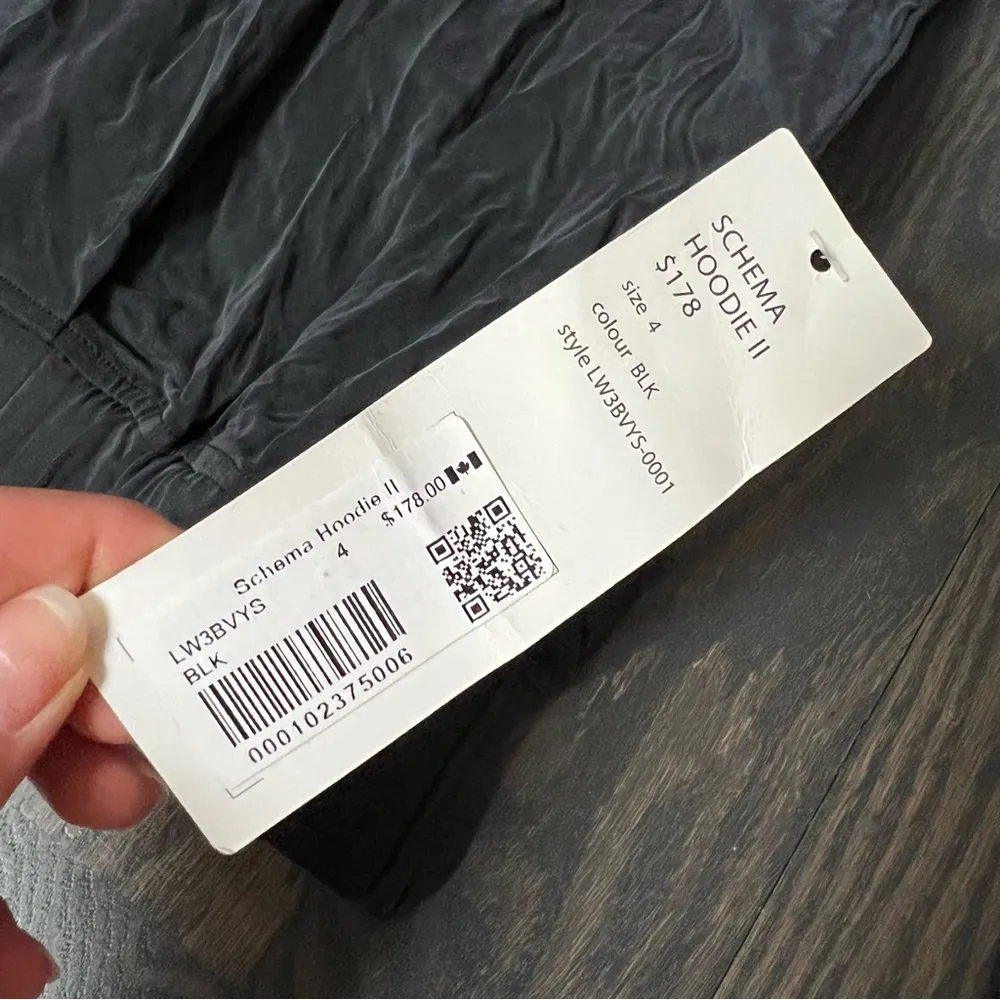 SCHEMA
HOODIE II
$178
size 4
colour BLK
style LW3BVYS-0001
Schema Hoodie II
4 $178.00
LW3BVYS
BLK
000102375006